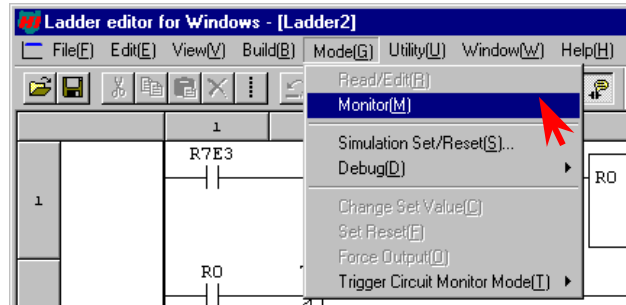 Ladder editor for Windows - [Ladder2]
File(F) Edit(E) View(V) Build(B) Mode(G) Utility(U) Window(W) Help(H)
Read/Edit(R)
Monitor(M)
1
Simulation Set/Reset(S)...
R7E3
Debug(D)
R0
1
Change Set Value(C)
Set Reset(F)
Force Output(O)
R0
Trigger Circuit Monitor Mode(T)